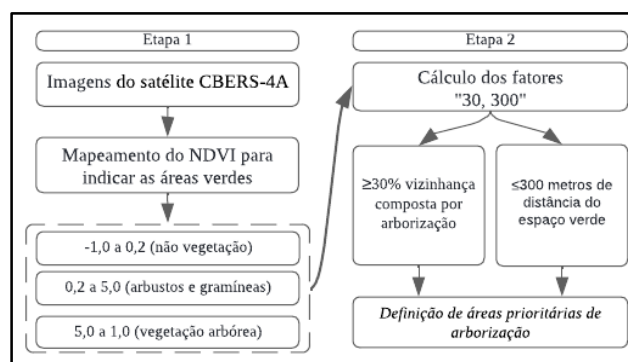 Etapa 1
Imagens do satélite CBERS-4A
Mapeamento do NDVI para
indicar as áreas verdes
-1,0 a 0,2 (não vegetação)
0,2 a 5,0 (arbustos e gramíneas)
5,0 a 1,0 (vegetação arbórea)
Etapa 2
Cálculo dos fatores
"30, 300"
≥30% vizinhança
composta por
arborização
≤300 metros de
distância do
espaço verde
Definição de áreas prioritárias de
arborização